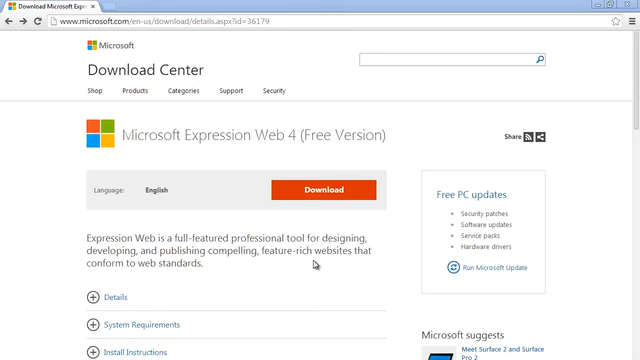 Download Microsoft Expre
www.microsoft.com/en-us/download/details.aspx?id=36179
Microsoft
Download Center
Shop Products Categories Support Security
Microsoft Expression Web 4 (Free Version)
Share
Language: English Download
Expression Web is a full-featured professional tool for designing,
developing, and publishing compelling, feature-rich websites that
conform to web standards.
Details
System Requirements
Install Instructions
Free PC updates
• Security patches
• Software updates
• Service packs
• Hardware drivers
Run Microsoft Update
Microsoft suggests
Meet Surface 2 and Surface
Pro 2